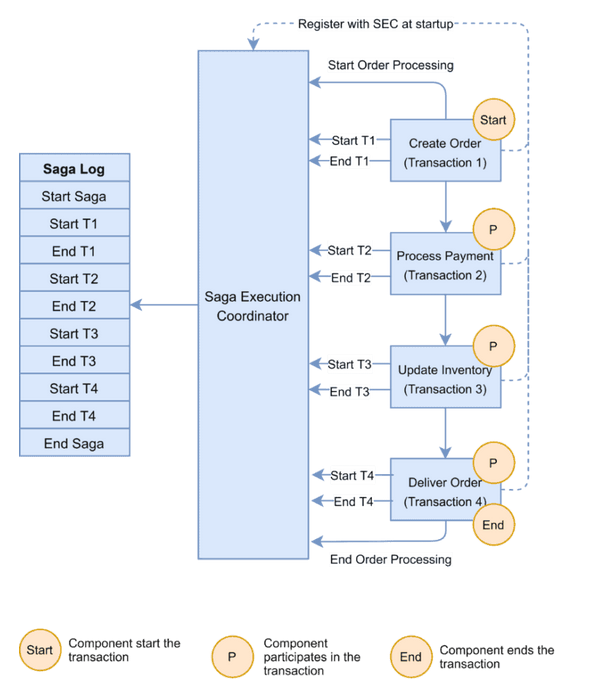 Register with SEC at startup
Start Order Processing
Start
Start T1
Create Order
(Transaction 1)
End T1
Saga Log
Start Saga
Start T1
End T1
Start T2
End T2
Start T3
End T3
Start T4
End T4
End Saga
Saga Execution
Coordinator
P
Start T2
Process Payment
(Transaction 2)
End T2
P
Start T3
Update Inventory
(Transaction 3)
End T3
P
Start T4
Deliver Order
(Transaction 4)
End T4
End
End Order Processing
Start
Component start the
transaction
P
Component
participates in the
transaction
End
Component ends the
transaction